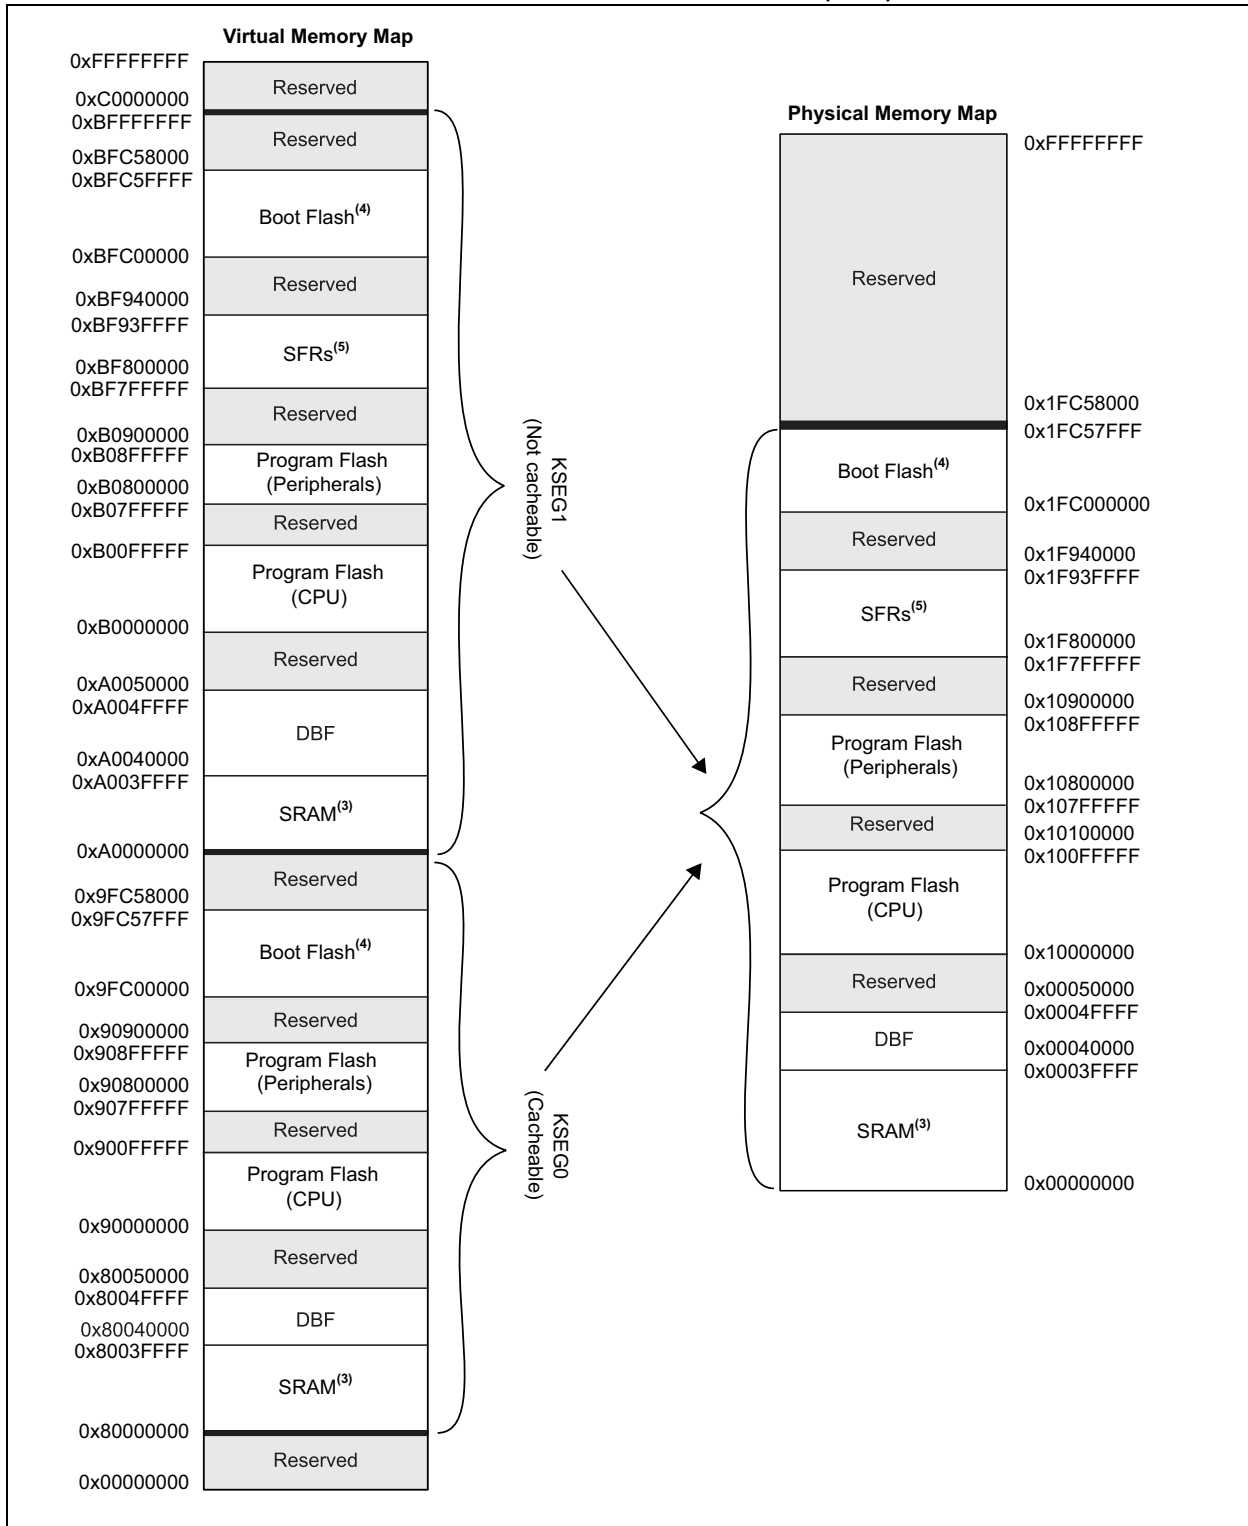 Virtual Memory Map
0xFFFFFFFF
Reserved
0xC0000000
0xBFFFFFFF
Reserved
0xBFC58000
0xBFC5FFFF
Boot Flash(4)
0xBFC00000
Reserved
0xBF940000
0xBF93FFFF
SFRs(5)
0xBF800000
0xBF7FFFFF
Reserved
0xB0900000
0xB08FFFFF
Program Flash
(Peripherals)
0xB0800000
0xB07FFFFF
Reserved
0xB00FFFFF
Program Flash
(CPU)
0xB0000000
Reserved
0xA0050000
0xA004FFFF
DBF
0xA0040000
0xA003FFFF
SRAM(3)
0xA0000000
Reserved
0x9FC58000
0x9FC57FFF
Boot Flash(4)
0x9FC00000
Reserved
0x90900000
0x908FFFFF
Program Flash
(Peripherals)
0x90800000
0x907FFFFF
Reserved
0x900FFFFF
Program Flash
(CPU)
0x90000000
Reserved
0x80050000
0x8004FFFF
DBF
0x80040000
0x8003FFFF
SRAM(3)
0x80000000
Reserved
0x00000000
KSEG1
(Not cacheable)
KSEG0
(Cacheable)
Physical Memory Map
0xFFFFFFFF
Reserved
0x1FC58000
0x1FC57FFF
Boot Flash(4)
0x1FC000000
Reserved
0x1F940000
0x1F93FFFF
SFRs(5)
0x1F800000
0x1F7FFFFF
Reserved
0x10900000
0x108FFFFF
Program Flash
(Peripherals)
0x10800000
0x107FFFFF
Reserved
0x10100000
0x100FFFFF
Program Flash
(CPU)
0x10000000
Reserved
0x00050000
0x0004FFFF
DBF
0x00040000
0x0003FFFF
SRAM(3)
0x00000000